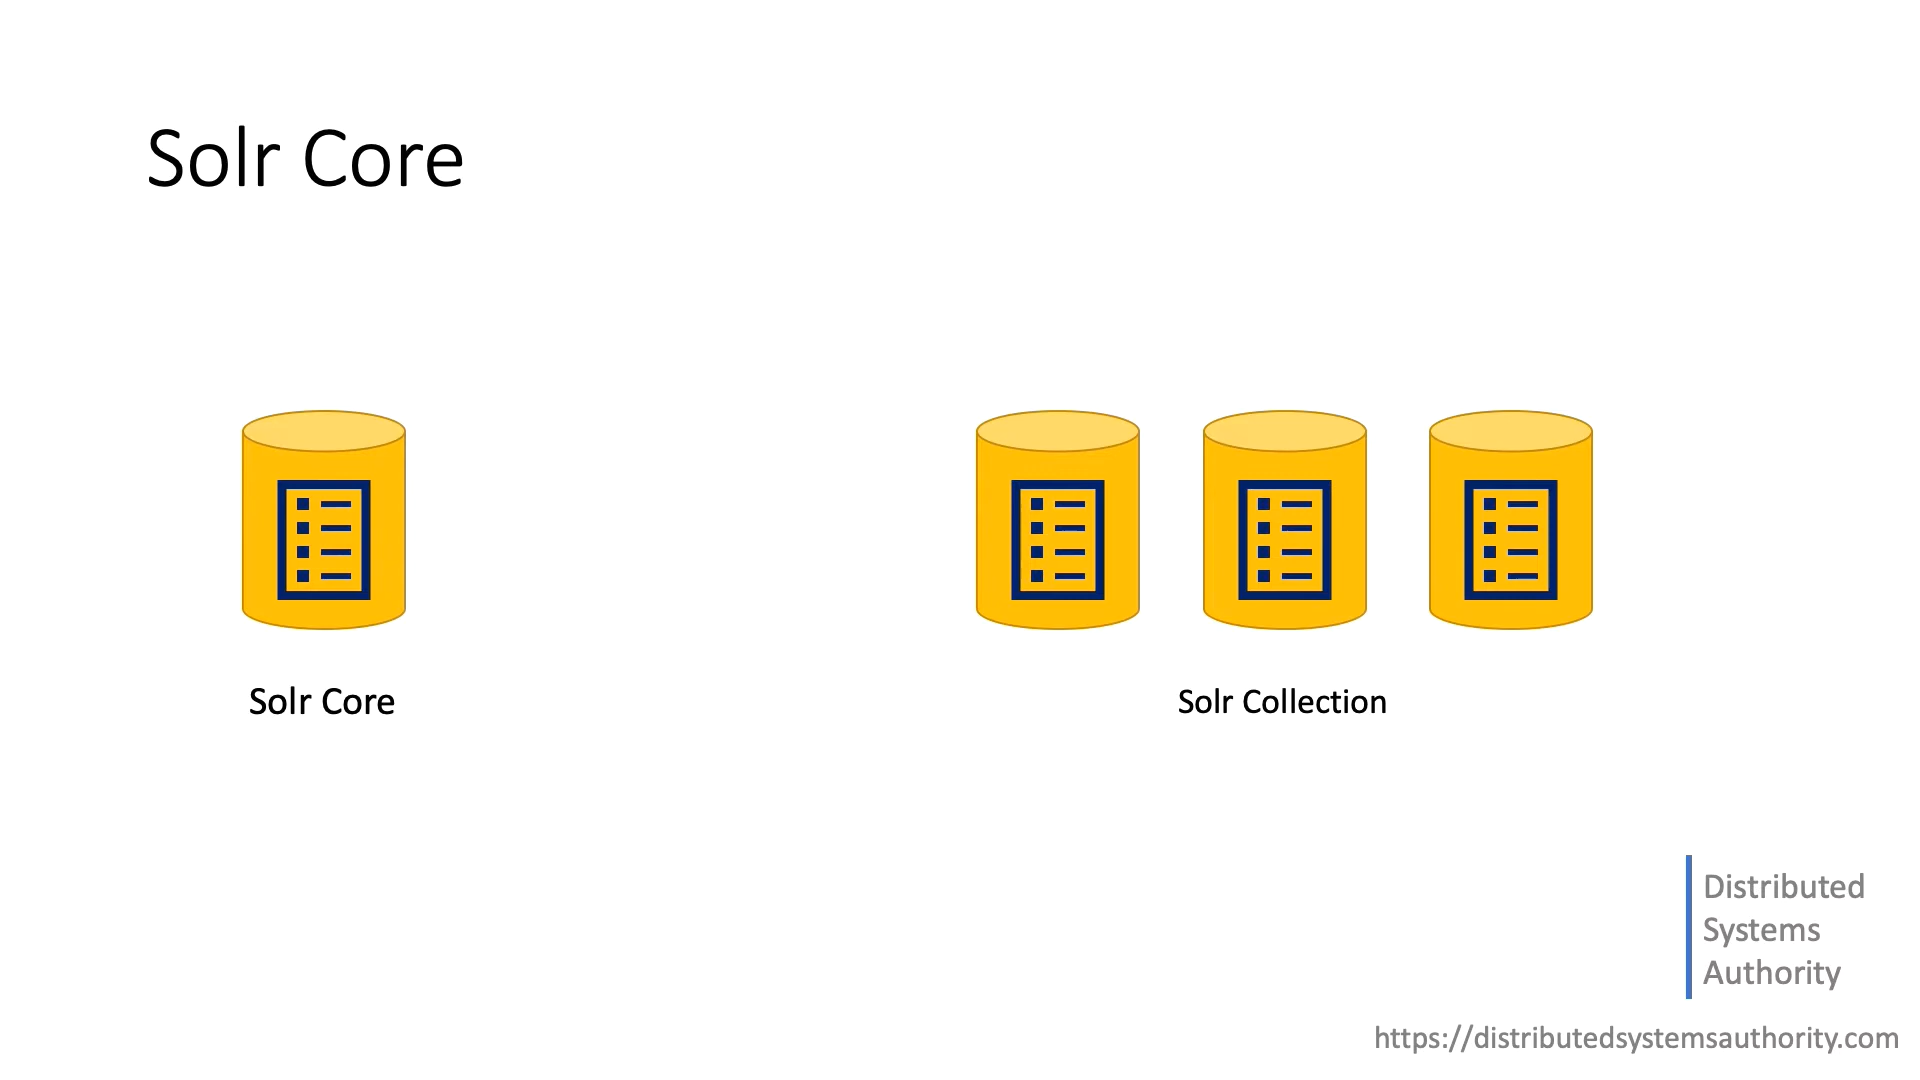 Solr Core
Solr Core
Solr Collection
Distributed
Systems
Authority
https://distributedsystemsauthority.com